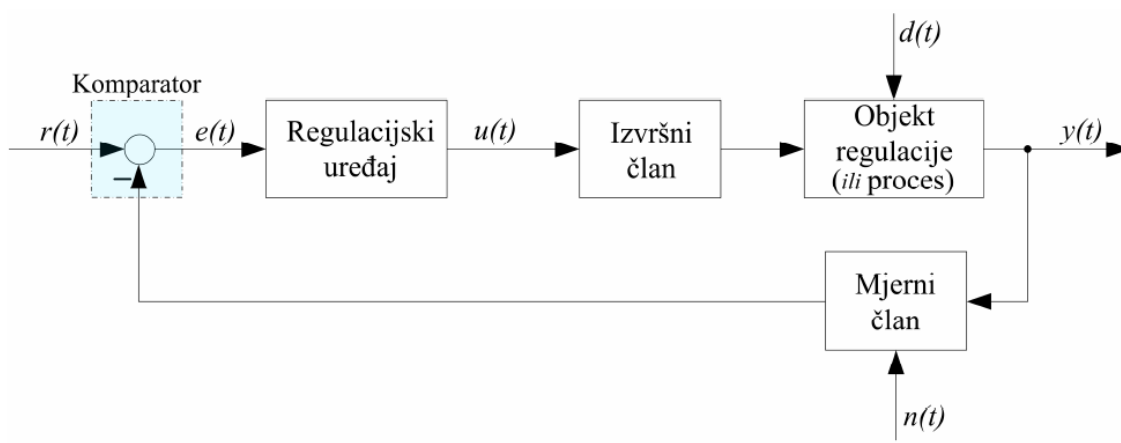 d(t)
Komparator
r(t)
e(t)
Regulacijski
uređaj
u(t)
Izvršni
član
Objekt
regulacije
(ili proces)
y(t)
–
Mjerni
član
n(t)